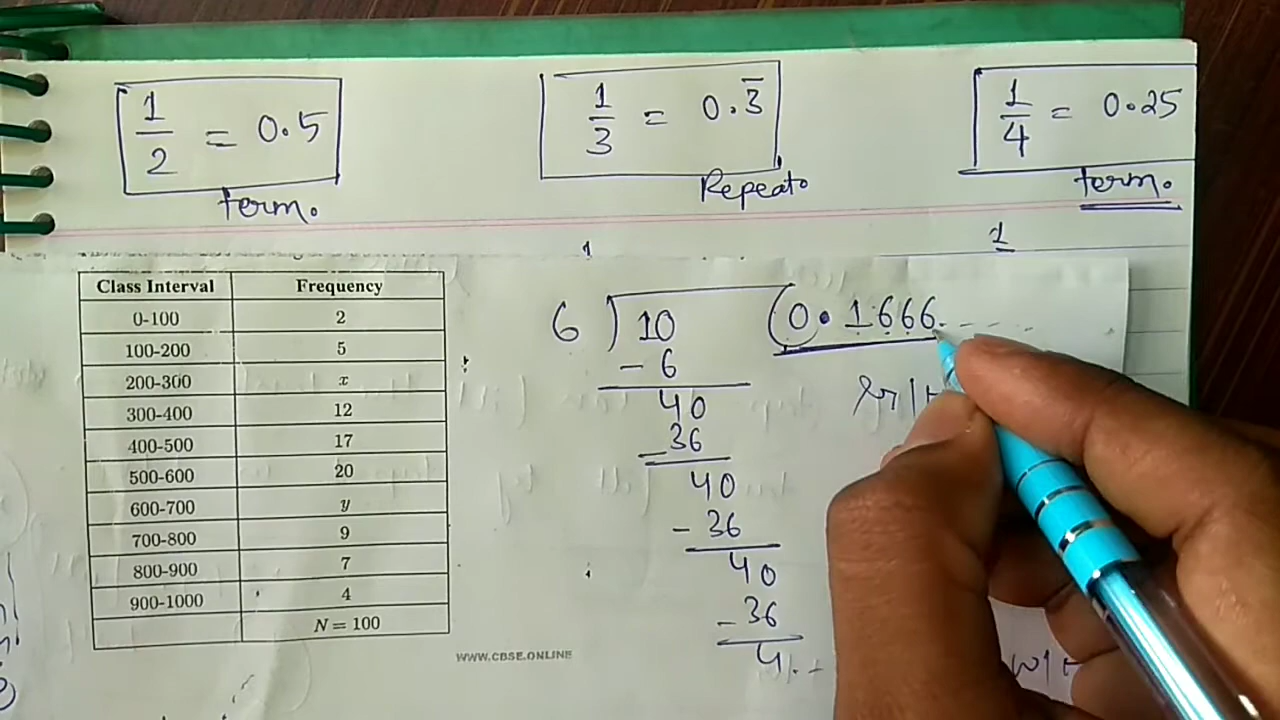 1/2 = 0.5
term.
1/3 = 0.3̅
Repeat.
1/4 = 0.25
term.
1
Class Interval Frequency
0-100 2
100-200 5
200-300 x
300-400 12
400-500 17
500-600 20
600-700 y
700-800 9
800-900 7
900-1000 4
N = 100
WWW.CBSE.ONLINE
6 ) 10 ( 0.1666-----
- 6
40
- 36
40
- 36
40
- 36
4